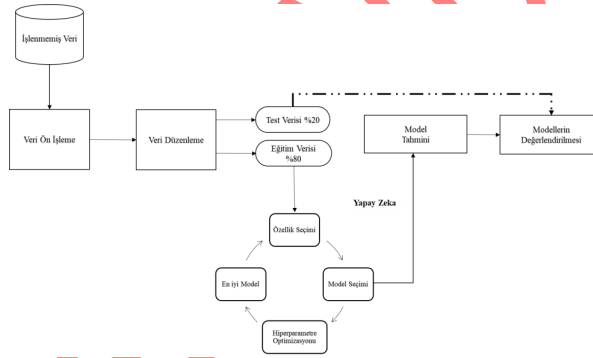 İşlenmemiş Veri
Veri Ön İşleme
Veri Düzenleme
Test Verisi %20
Eğitim Verisi
%80
Model
Tahmini
Modellerin
Değerlendirilmesi
Yapay Zeka
Özellik Seçimi
En iyi Model
Model Seçimi
Hiperparametre
Optimizasyonu